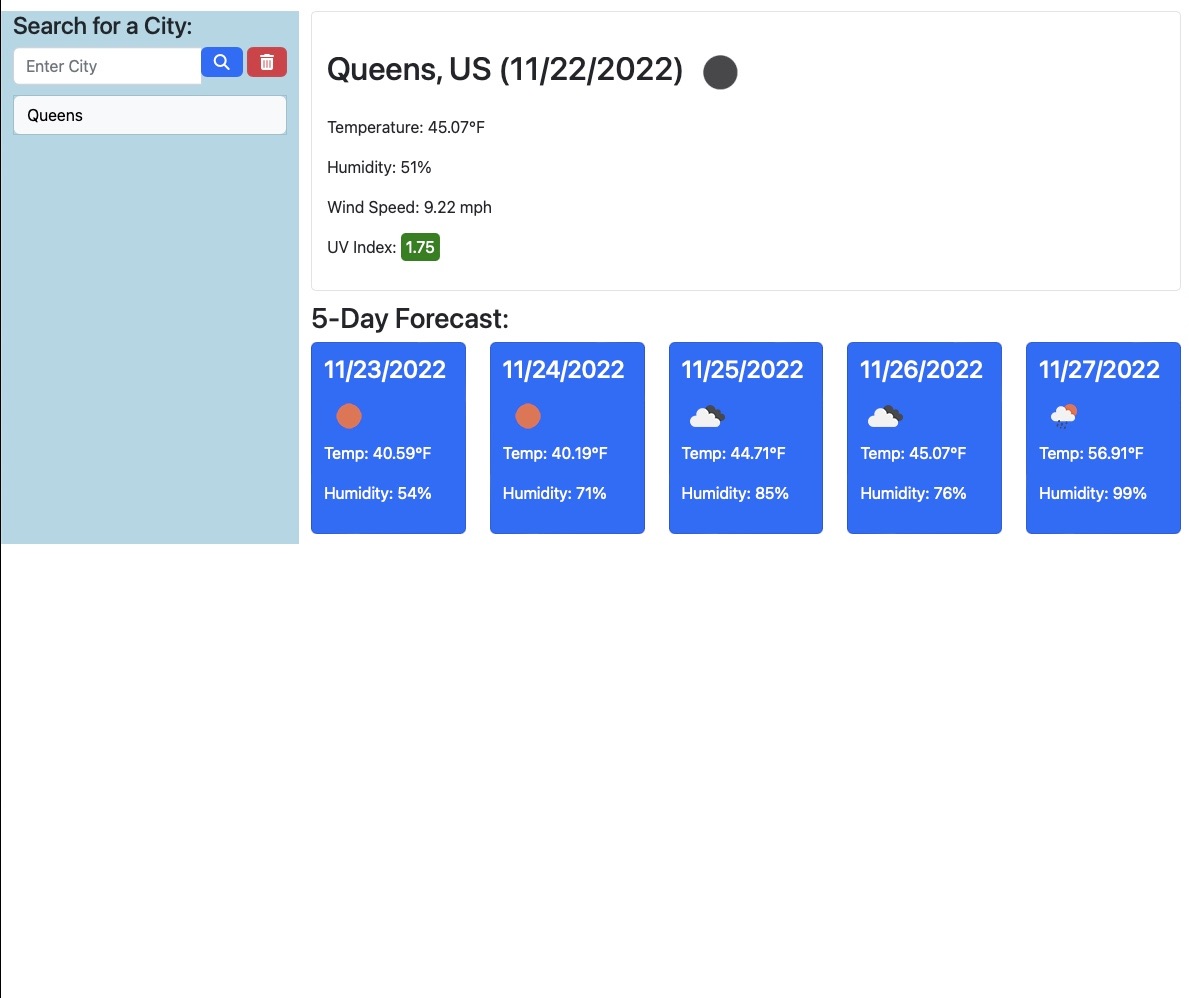 Search for a City:
Enter City
Queens
Queens, US (11/22/2022)
Temperature: 45.07°F
Humidity: 51%
Wind Speed: 9.22 mph
UV Index: 1.75
5-Day Forecast:
11/23/2022
Temp: 40.59°F
Humidity: 54%
11/24/2022
Temp: 40.19°F
Humidity: 71%
11/25/2022
Temp: 44.71°F
Humidity: 85%
11/26/2022
Temp: 45.07°F
Humidity: 76%
11/27/2022
Temp: 56.91°F
Humidity: 99%